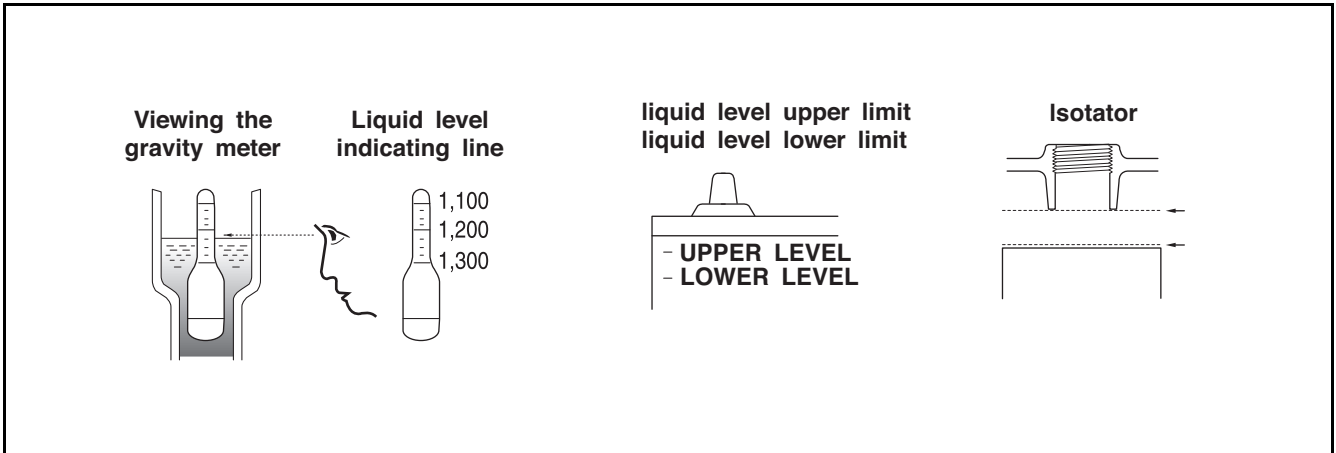 Viewing the
gravity meter
Liquid level
indicating line
1,100
1,200
1,300
liquid level upper limit
liquid level lower limit
– UPPER LEVEL
– LOWER LEVEL
Isotator